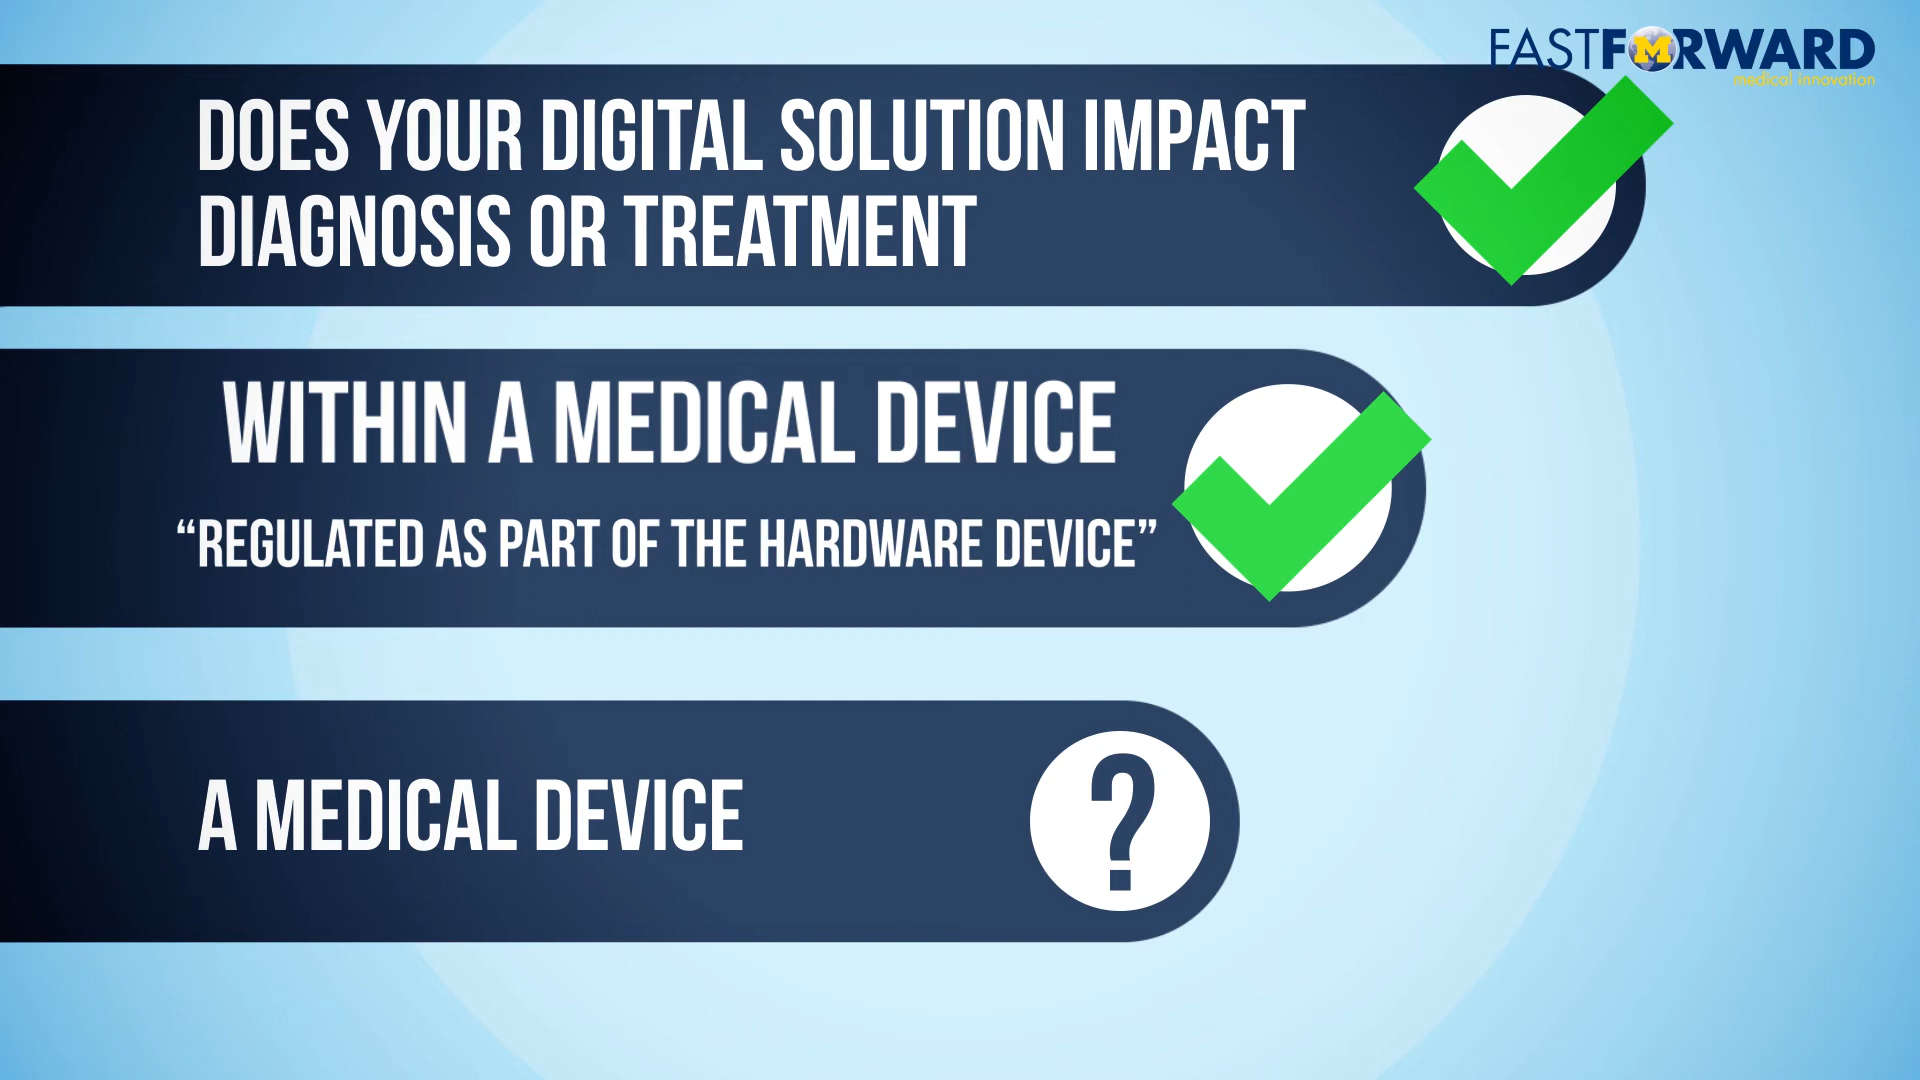 FASTFORWARD
medical innovation
DOES YOUR DIGITAL SOLUTION IMPACT
DIAGNOSIS OR TREATMENT
WITHIN A MEDICAL DEVICE
“REGULATED AS PART OF THE HARDWARE DEVICE”
A MEDICAL DEVICE
?